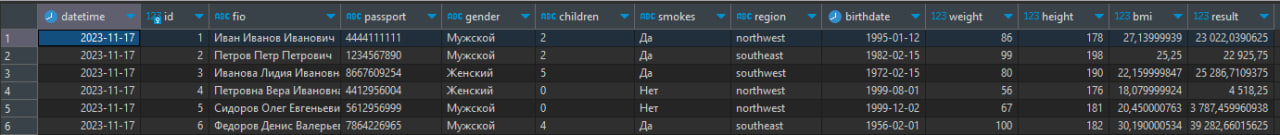 datetime id fio passport gender children smokes region birthdate weight height bmi result
1 2023-11-17 1 Иван Иванов Иванович 4444111111 Мужской 2 Да northwest 1995-01-12 86 178 27,13999939 23 022,0390625
2 2023-11-17 2 Петров Петр Петрович 1234567890 Мужской 2 Да southeast 1982-02-15 99 198 25,25 22 925,75
3 2023-11-17 3 Иванова Лидия Ивановн 8667609254 Женский 5 Да southwest 1972-02-15 80 190 22,159999847 25 286,7109375
4 2023-11-17 4 Петровна Вера Ивановн 4412956004 Женский 0 Нет northwest 1999-08-01 56 176 18,079999924 4 518,25
5 2023-11-17 5 Сидоров Олег Евгеньеви 5612956999 Мужской 0 Нет northwest 1999-12-02 67 181 20,450000763 3 787,459960938
6 2023-11-17 6 Федоров Денис Валерье 7864226965 Мужской 4 Да southwest 1956-02-01 100 182 30,190000534 39 282,66015625